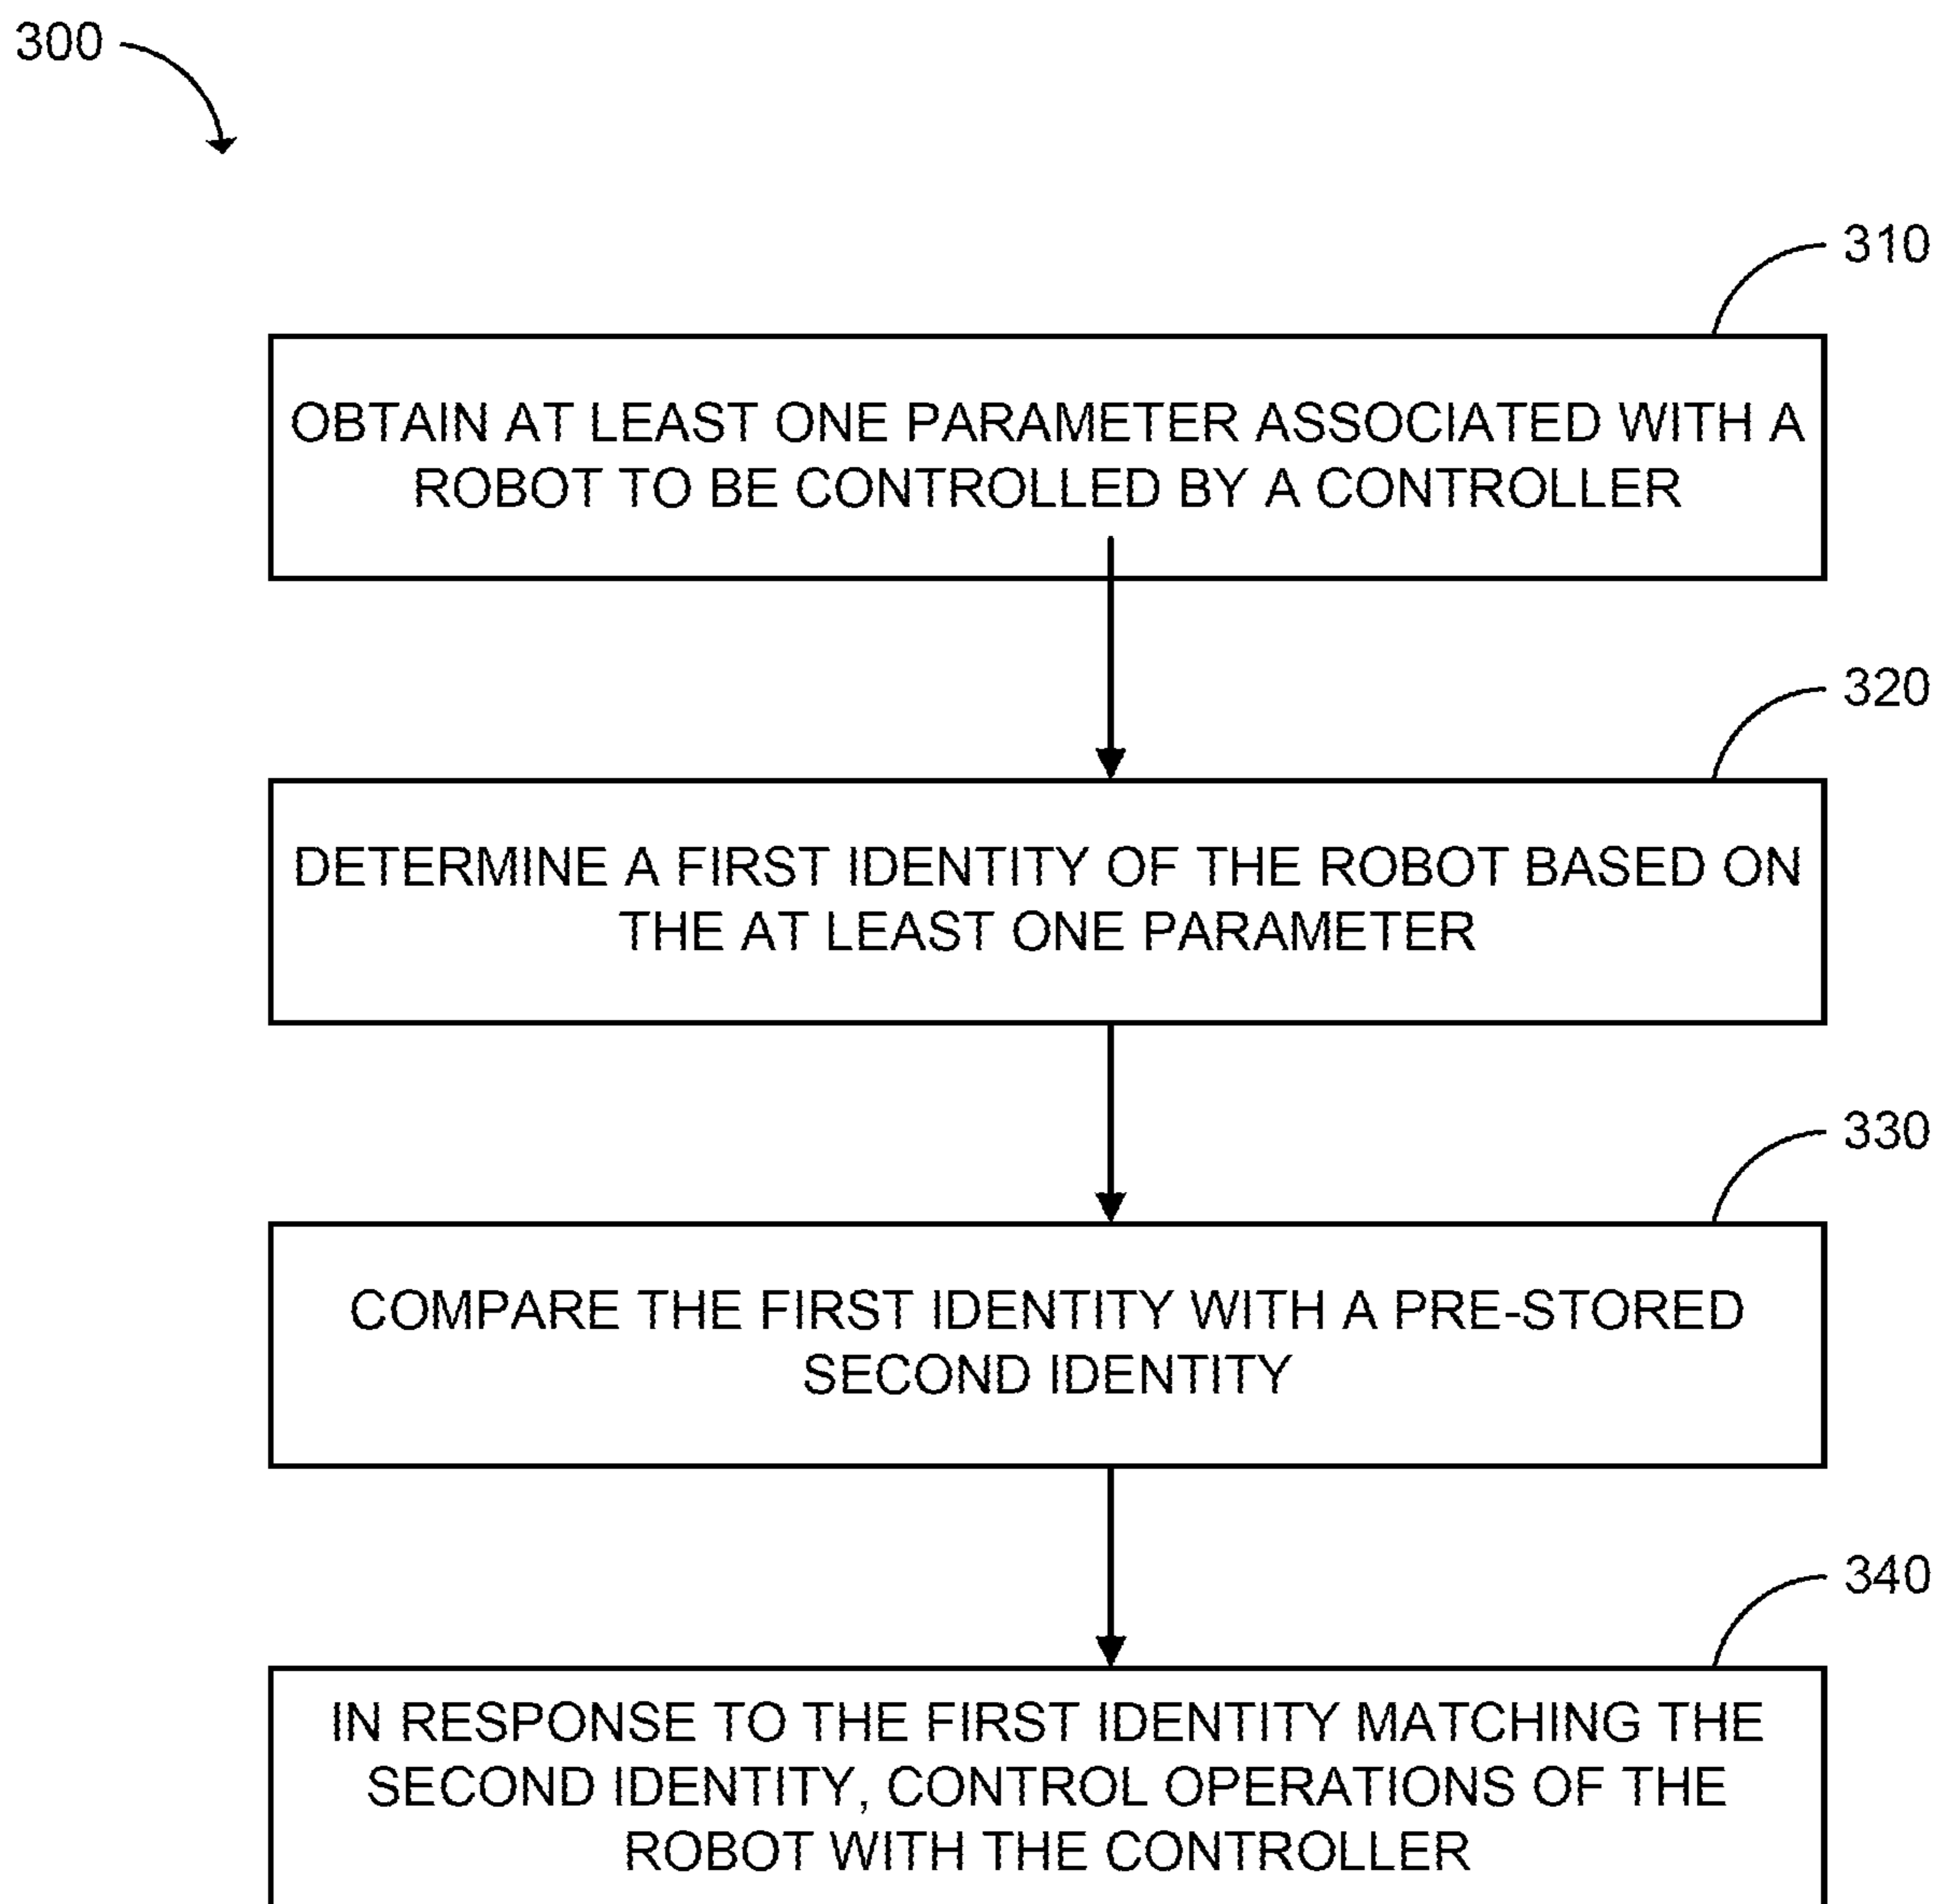 300
310
OBTAIN AT LEAST ONE PARAMETER ASSOCIATED WITH A
ROBOT TO BE CONTROLLED BY A CONTROLLER
320
DETERMINE A FIRST IDENTITY OF THE ROBOT BASED ON
THE AT LEAST ONE PARAMETER
330
COMPARE THE FIRST IDENTITY WITH A PRE-STORED
SECOND IDENTITY
340
IN RESPONSE TO THE FIRST IDENTITY MATCHING THE
SECOND IDENTITY, CONTROL OPERATIONS OF THE
ROBOT WITH THE CONTROLLER